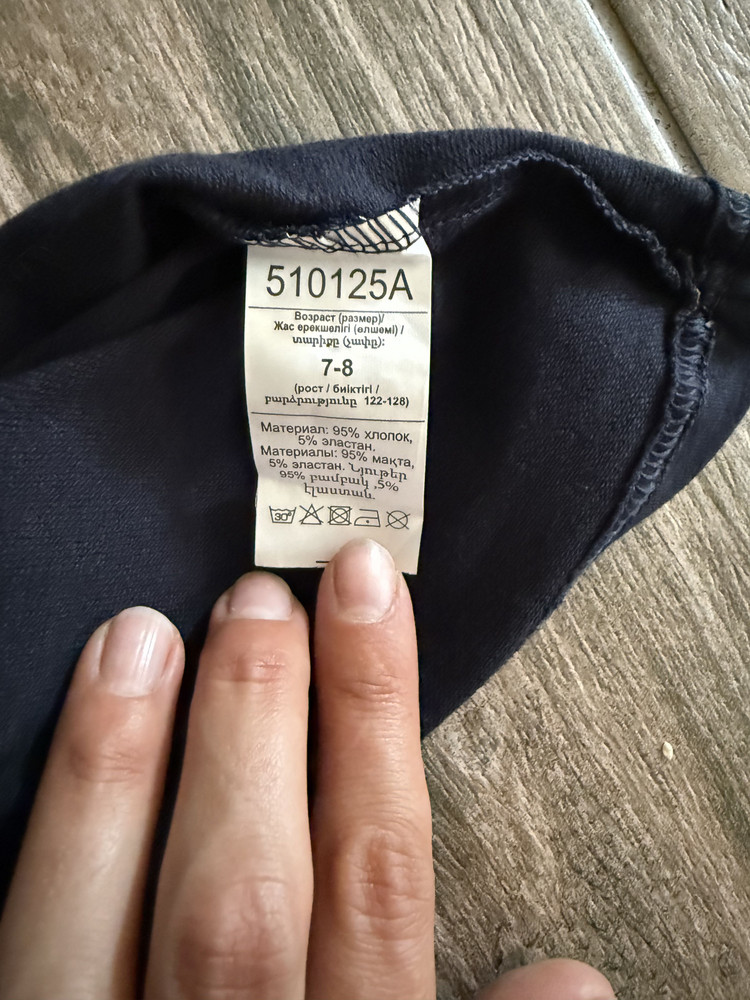 510125A
Возраст (размер)/
Жас ерекшелігі (өлшемі) /
տարիքը (չափը):
7-8
(рост / биіктігі /
բարձրությունը 122-128)
Материал: 95% хлопок,
5% эластан.
Материалы: 95% мақта,
5% эластан. Նյութեր
95% բամբակ ,5%
էլաստան.
30°